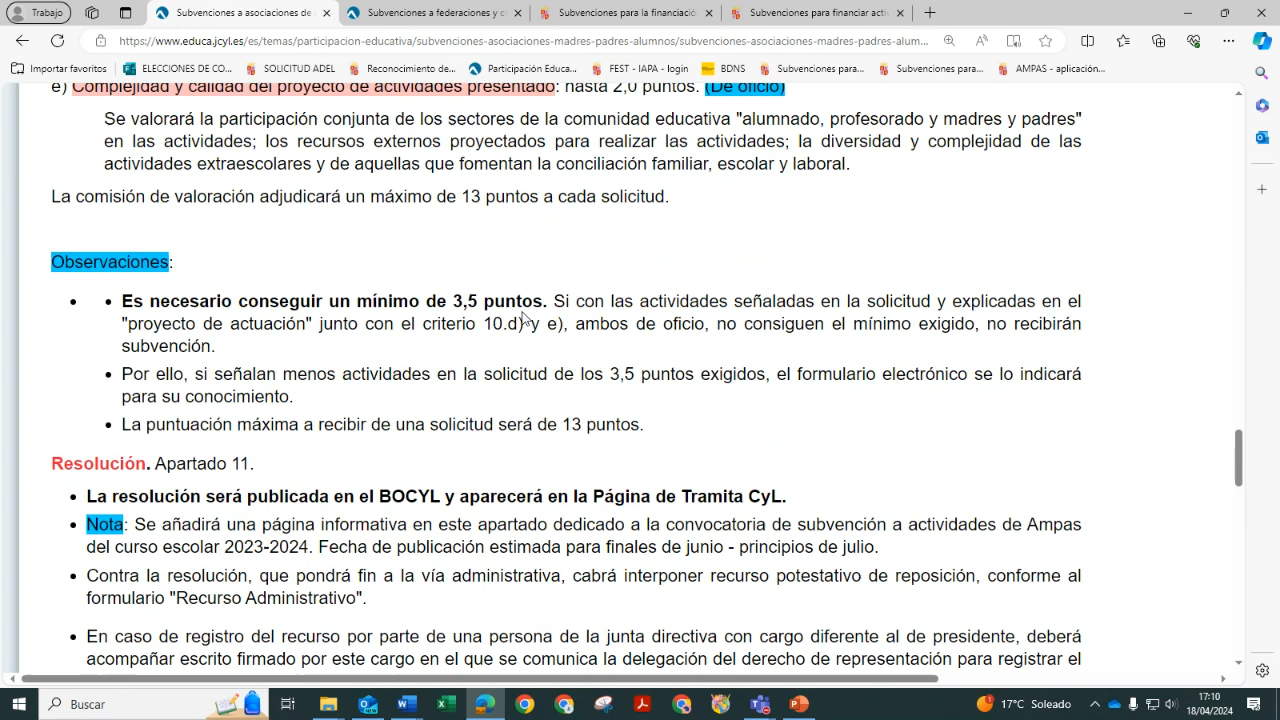 Trabajo
Subvenciones a asociaciones de
Subvenciones a federaciones y c
Subvenciones para la financiació
Subvenciones para financiar acti
https://www.educa.jcyl.es/es/temas/participacion-educativa/subvenciones-asociaciones-madres-padres-alumnos/subvenciones-asociaciones-madres-padres-alum...
Importar favoritos
ELECCIONES DE CO...
SOLICITUD ADEL
Reconocimiento de...
Participación Educa...
FEST - IAPA - login
BDNS
Subvenciones para...
Subvenciones para...
AMPAS - aplicación...
e) Complejidad y calidad del proyecto de actividades presentado: hasta 2,0 puntos. (De oficio)
Se valorará la participación conjunta de los sectores de la comunidad educativa "alumnado, profesorado y madres y padres"
en las actividades; los recursos externos proyectados para realizar las actividades; la diversidad y complejidad de las
actividades extraescolares y de aquellas que fomentan la conciliación familiar, escolar y laboral.
La comisión de valoración adjudicará un máximo de 13 puntos a cada solicitud.
Observaciones:
• • Es necesario conseguir un mínimo de 3,5 puntos. Si con las actividades señaladas en la solicitud y explicadas en el
"proyecto de actuación" junto con el criterio 10.d) y e), ambos de oficio, no consiguen el mínimo exigido, no recibirán
subvención.
• Por ello, si señalan menos actividades en la solicitud de los 3,5 puntos exigidos, el formulario electrónico se lo indicará
para su conocimiento.
• La puntuación máxima a recibir de una solicitud será de 13 puntos.
Resolución. Apartado 11.
• La resolución será publicada en el BOCYL y aparecerá en la Página de Tramita CyL.
• Nota: Se añadirá una página informativa en este apartado dedicado a la convocatoria de subvención a actividades de Ampas
del curso escolar 2023-2024. Fecha de publicación estimada para finales de junio - principios de julio.
• Contra la resolución, que pondrá fin a la vía administrativa, cabrá interponer recurso potestativo de reposición, conforme al
formulario "Recurso Administrativo".
• En caso de registro del recurso por parte de una persona de la junta directiva con cargo diferente al de presidente, deberá
acompañar escrito firmado por este cargo en el que se comunica la delegación del derecho de representación para registrar el
Buscar
17°C Soleado
17:10
18/04/2024